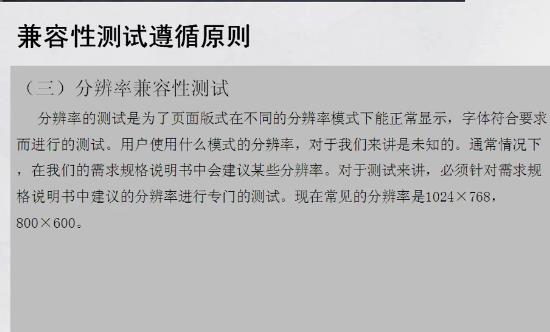 兼容性测试遵循原则
（三）分辨率兼容性测试
分辨率的测试是为了页面版式在不同的分辨率模式下能正常显示，字体符合要求
而进行的测试。用户使用什么模式的分辨率，对于我们来讲是未知的。通常情况下
，在我们的需求规格说明书中会建议某些分辨率。对于测试来讲，必须针对需求规
格说明书中建议的分辨率进行专门的测试。现在常见的分辨率是1024×768，
800×600。